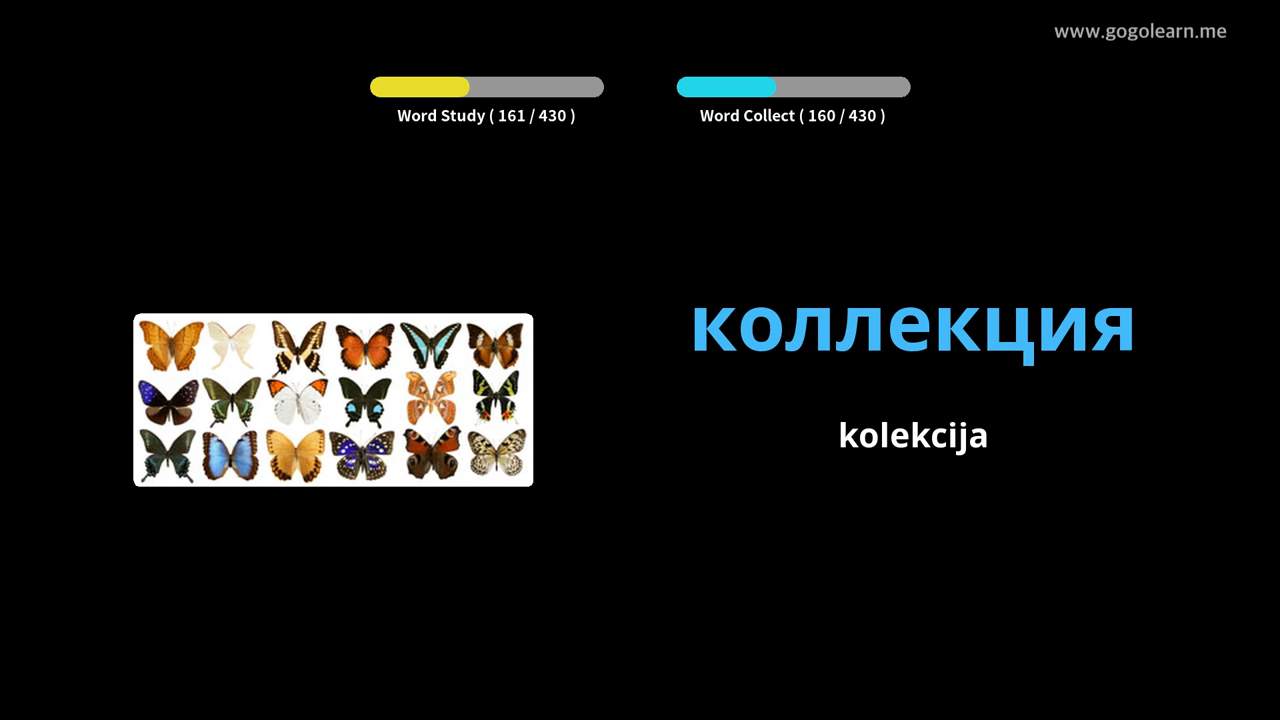 www.gogolearn.me
Word Study ( 161 / 430 )
Word Collect ( 160 / 430 )
коллекция
kolekcija